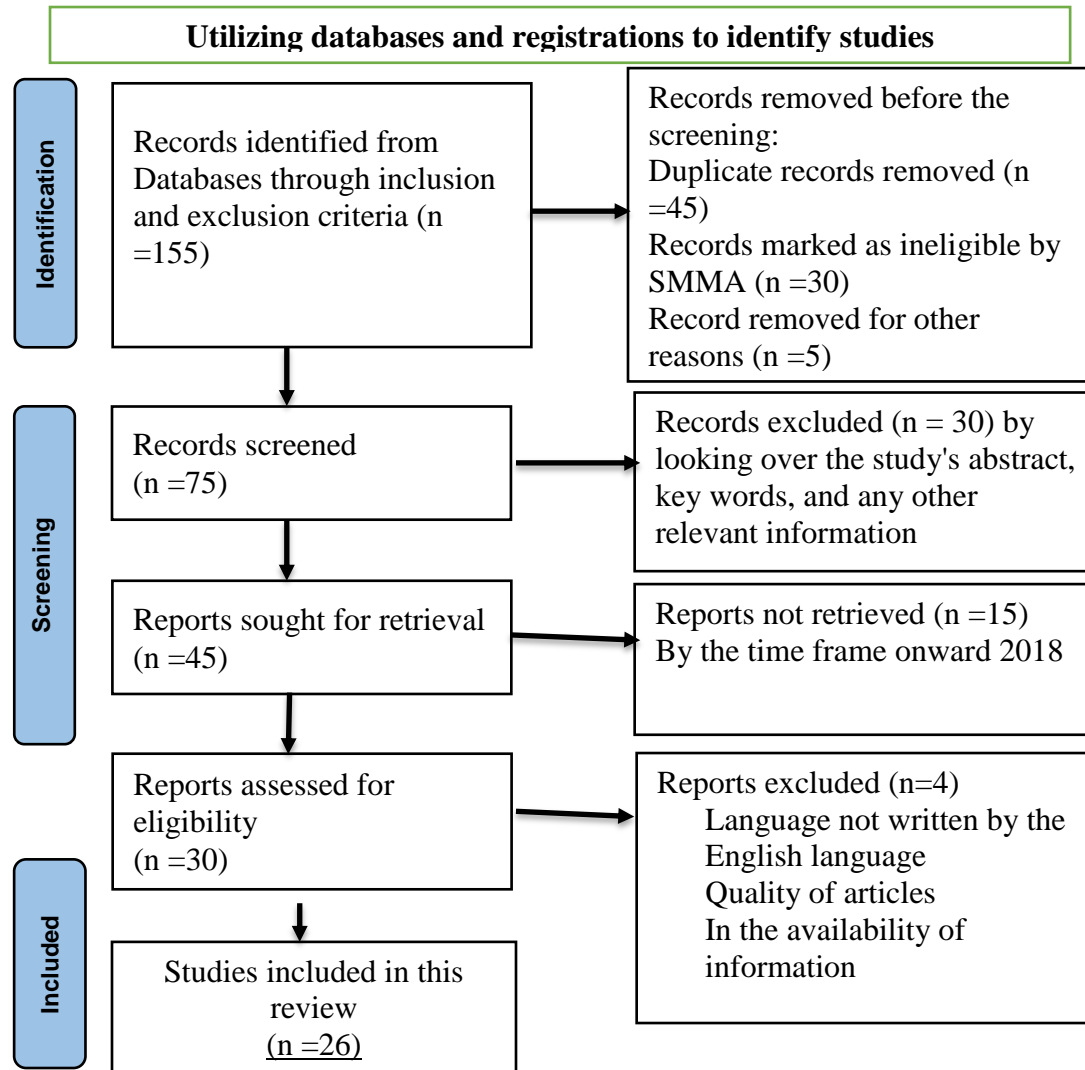 Utilizing databases and registrations to identify studies
Identification
Records identified from
Databases through inclusion
and exclusion criteria (n
=155)
Records removed before the
screening:
Duplicate records removed (n
=45)
Records marked as ineligible by
SMMA (n =30)
Record removed for other
reasons (n =5)
Screening
Records screened
(n =75)
Records excluded (n = 30) by
looking over the study's abstract,
key words, and any other
relevant information
Reports sought for retrieval
(n =45)
Reports not retrieved (n =15)
By the time frame onward 2018
Reports assessed for
eligibility
(n =30)
Reports excluded (n=4)
Language not written by the
English language
Quality of articles
In the availability of
information
Included
Studies included in this
review
(n =26)